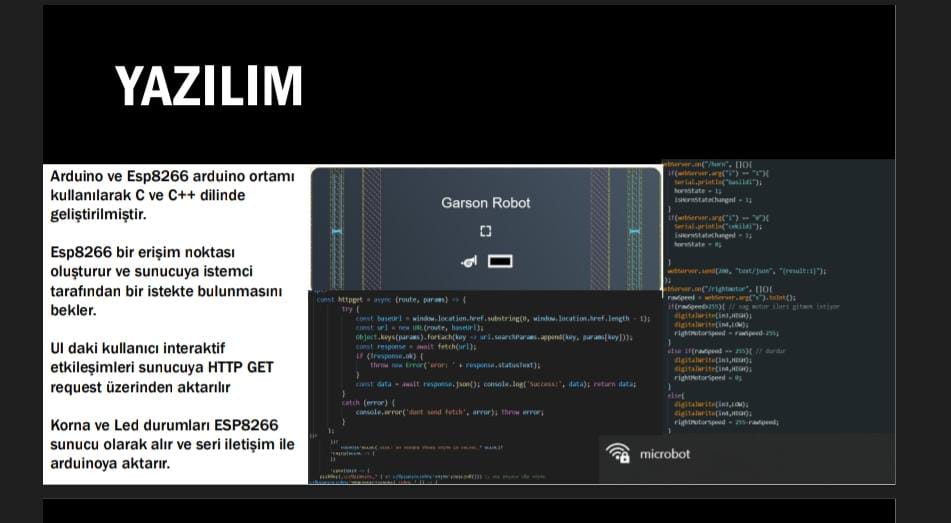 YAZILIM
Arduino ve Esp8266 arduino ortamı
kullanılarak C ve C++ dilinde
geliştirilmiştir.
Esp8266 bir erişim noktası
oluşturur ve sunucuya istemci
tarafından bir istekte bulunmasını
bekler.
UI daki kullanıcı interaktif
etkileşimleri sunucuya HTTP GET
request üzerinden aktarılır
Korna ve Led durumları ESP8266
sunucu olarak alır ve seri iletişim ile
arduinoya aktarır.
Garson Robot
const httpget = async (route, params) => {
try {
const baseUrl = window.location.href.substring(0, window.location.href.length - 1);
const url = new URL(route, baseUrl);
Object.keys(params).forEach(key => url.searchParams.append(key, params[key]));
const response = await fetch(url);
if (!response.ok) {
throw new Error('eror: ' + response.statusText);
}
const data = await response.json(); console.log('Success:', data); return data;
}
catch (error) {
console.error('dont send fetch', error); throw error;
}
};
webServer.on("/horn", [](){
if(webServer.arg("i") == "1"){
Serial.println("basildi");
hornState = 1;
isHornStateChanged = 1;
}
if(webServer.arg("i") == "0"){
Serial.println("cekildi");
isHornStateChanged = 1;
hornState = 0;
}
webServer.send(200, "text/json", "{result:1}");
});
webServer.on("/rightmotor", [](){
rawSpeed = webServer.arg("s").toInt();
if(rawSpeed>255){ // sag motor ileri gitmek istiyor
digitalWrite(in3,HIGH);
digitalWrite(in4,LOW);
rightMotorSpeed = rawSpeed-255;
}
else if(rawSpeed == 255){ // durdur
digitalWrite(in3,HIGH);
digitalWrite(in4,HIGH);
rightMotorSpeed = 0;
}
else{
digitalWrite(in3,LOW);
digitalWrite(in4,HIGH);
rightMotorSpeed = 255-rawSpeed;
}
microbot